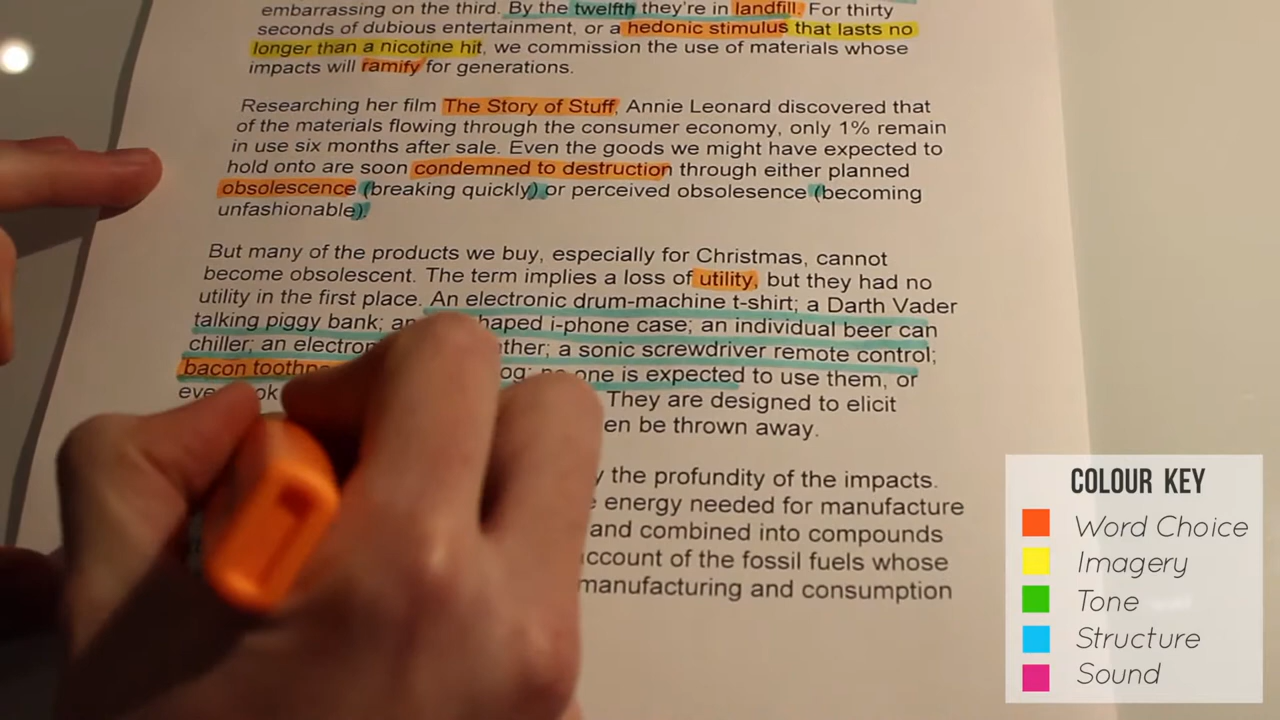 embarrassing on the third. By the twelfth they're in landfill. For thirty
seconds of dubious entertainment, or a hedonic stimulus that lasts no
longer than a nicotine hit, we commission the use of materials whose
impacts will ramify for generations.
Researching her film The Story of Stuff, Annie Leonard discovered that
of the materials flowing through the consumer economy, only 1% remain
in use six months after sale. Even the goods we might have expected to
hold onto are soon condemned to destruction through either planned
obsolescence (breaking quickly) or perceived obsolesence (becoming
unfashionable).
But many of the products we buy, especially for Christmas, cannot
become obsolescent. The term implies a loss of utility, but they had no
utility in the first place. An electronic drum-machine t-shirt; a Darth Vader
talking piggy bank; an haped i-phone case; an individual beer can
chiller; an electron ther; a sonic screwdriver remote control;
bacon toothp og; no one is expected to use them, or
eve ok They are designed to elicit
en be thrown away.
y the profundity of the impacts.
energy needed for manufacture
and combined into compounds
ccount of the fossil fuels whose
manufacturing and consumption
COLOUR KEY
Word Choice
Imagery
Tone
Structure
Sound